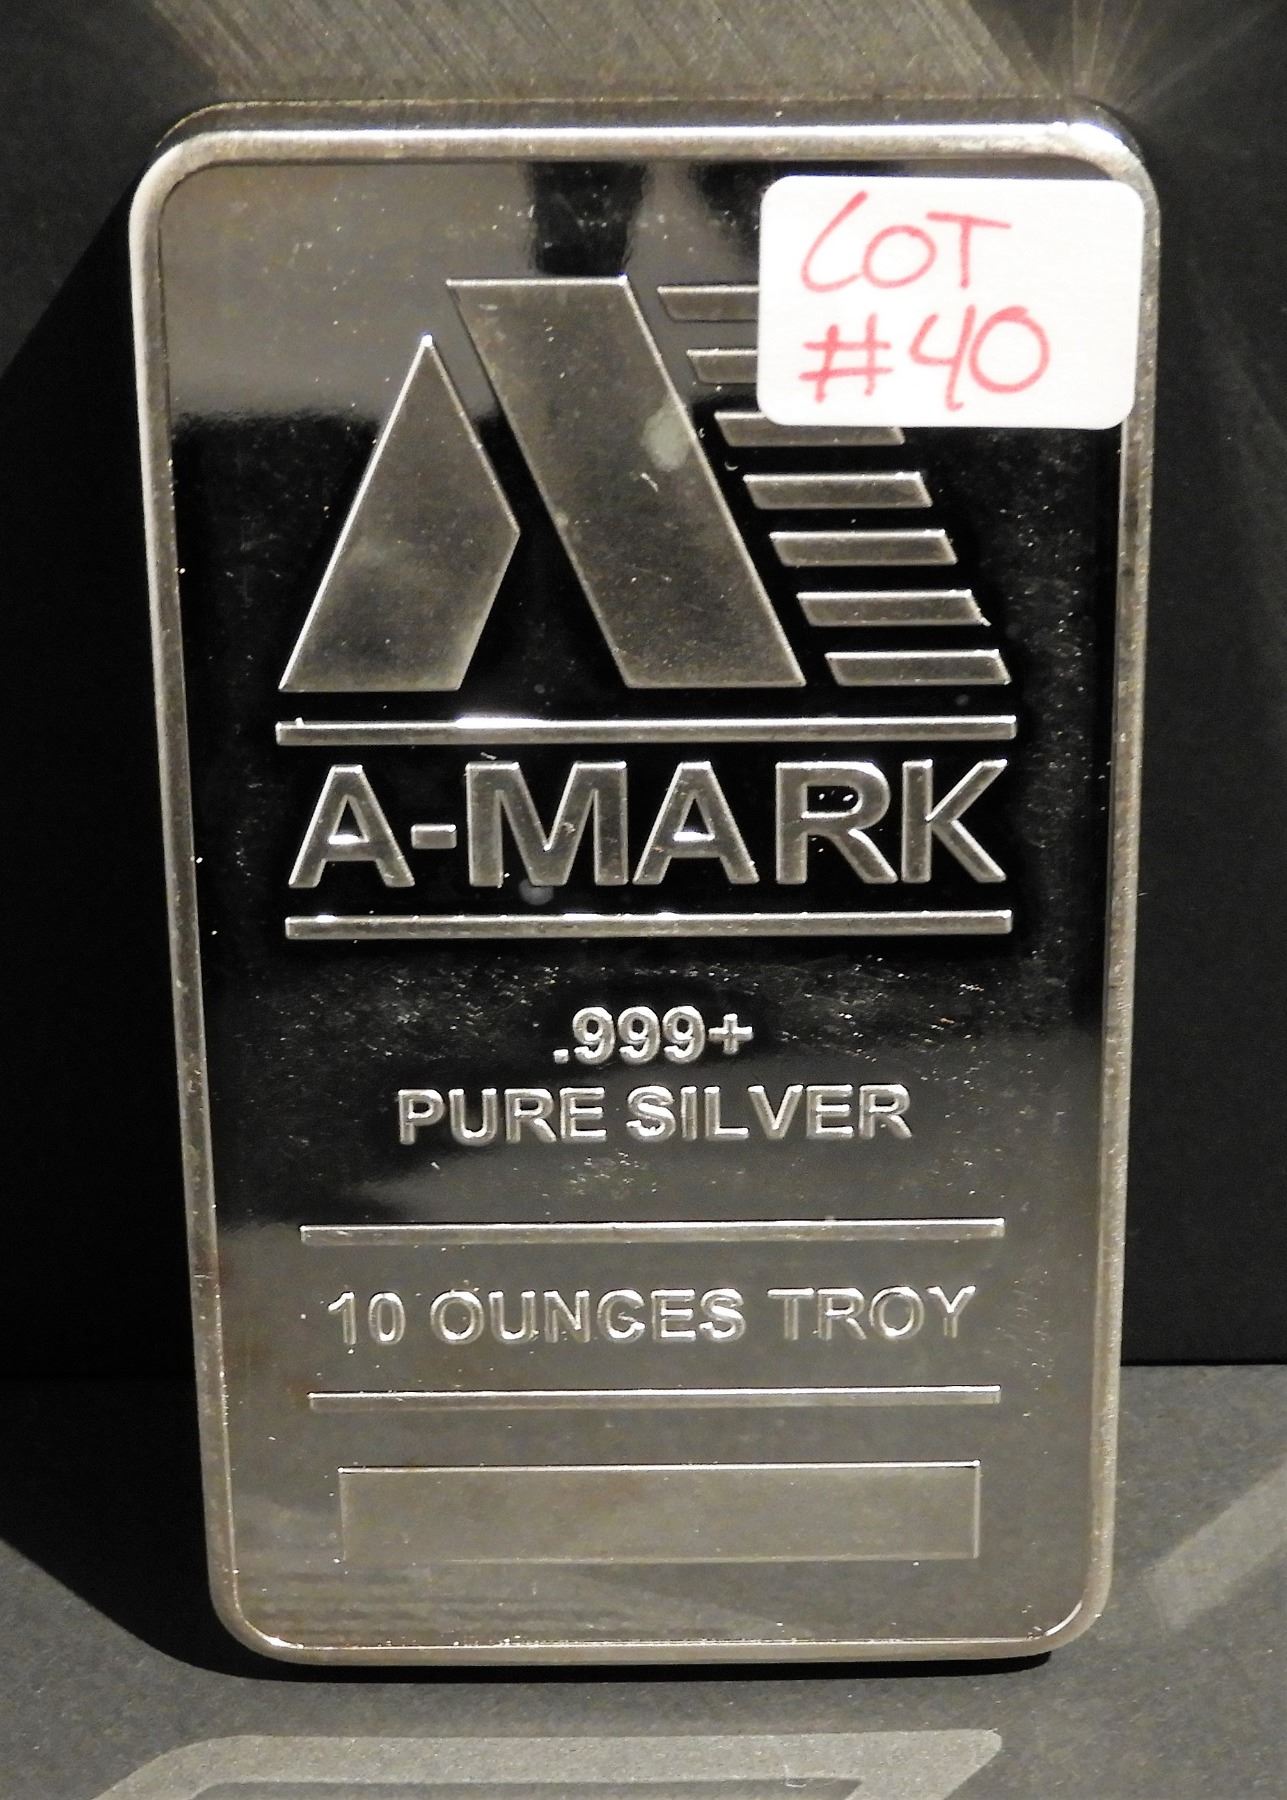 LOT
#40
A-MARK
.999+
PURE SILVER
10 OUNCES TROY